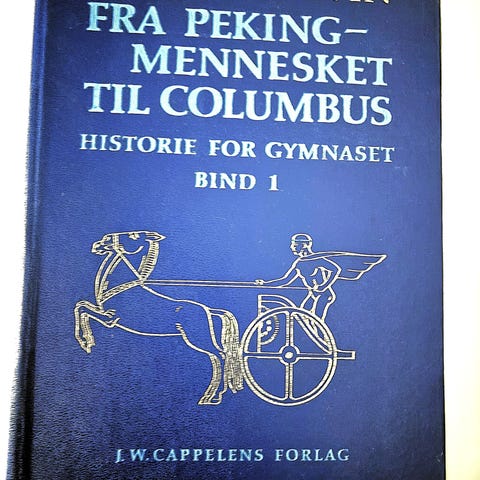 FRA PEKING–
MENNESKET
TIL COLUMBUS
HISTORIE FOR GYMNASET
BIND 1
J. W. CAPPELENS FORLAG